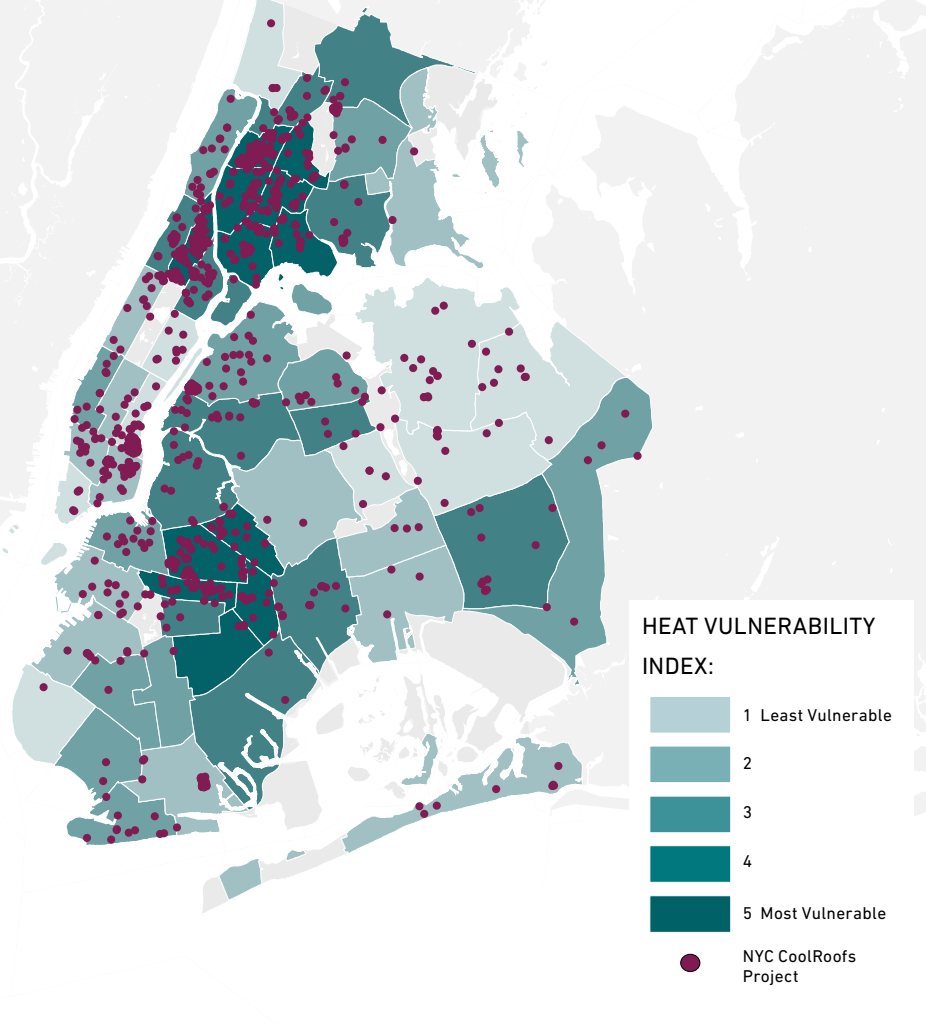 HEAT VULNERABILITY
INDEX:
1 Least Vulnerable
2
3
4
5 Most Vulnerable
NYC CoolRoofs
Project